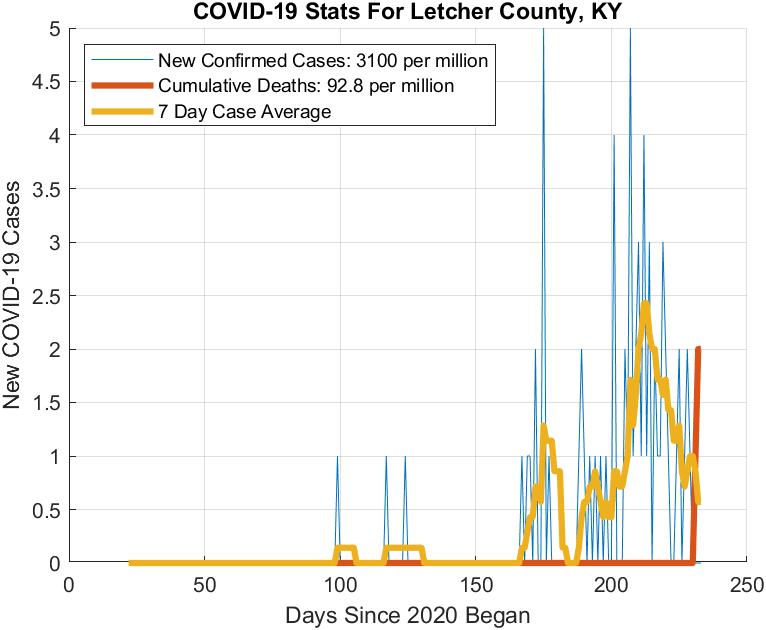 COVID-19 Stats For Letcher County, KY
New Confirmed Cases: 3100 per million
Cumulative Deaths: 92.8 per million
7 Day Case Average
New COVID-19 Cases
5
4.5
4
3.5
3
2.5
2
1.5
1
0.5
0
0 50 100 150 200 250
Days Since 2020 Began